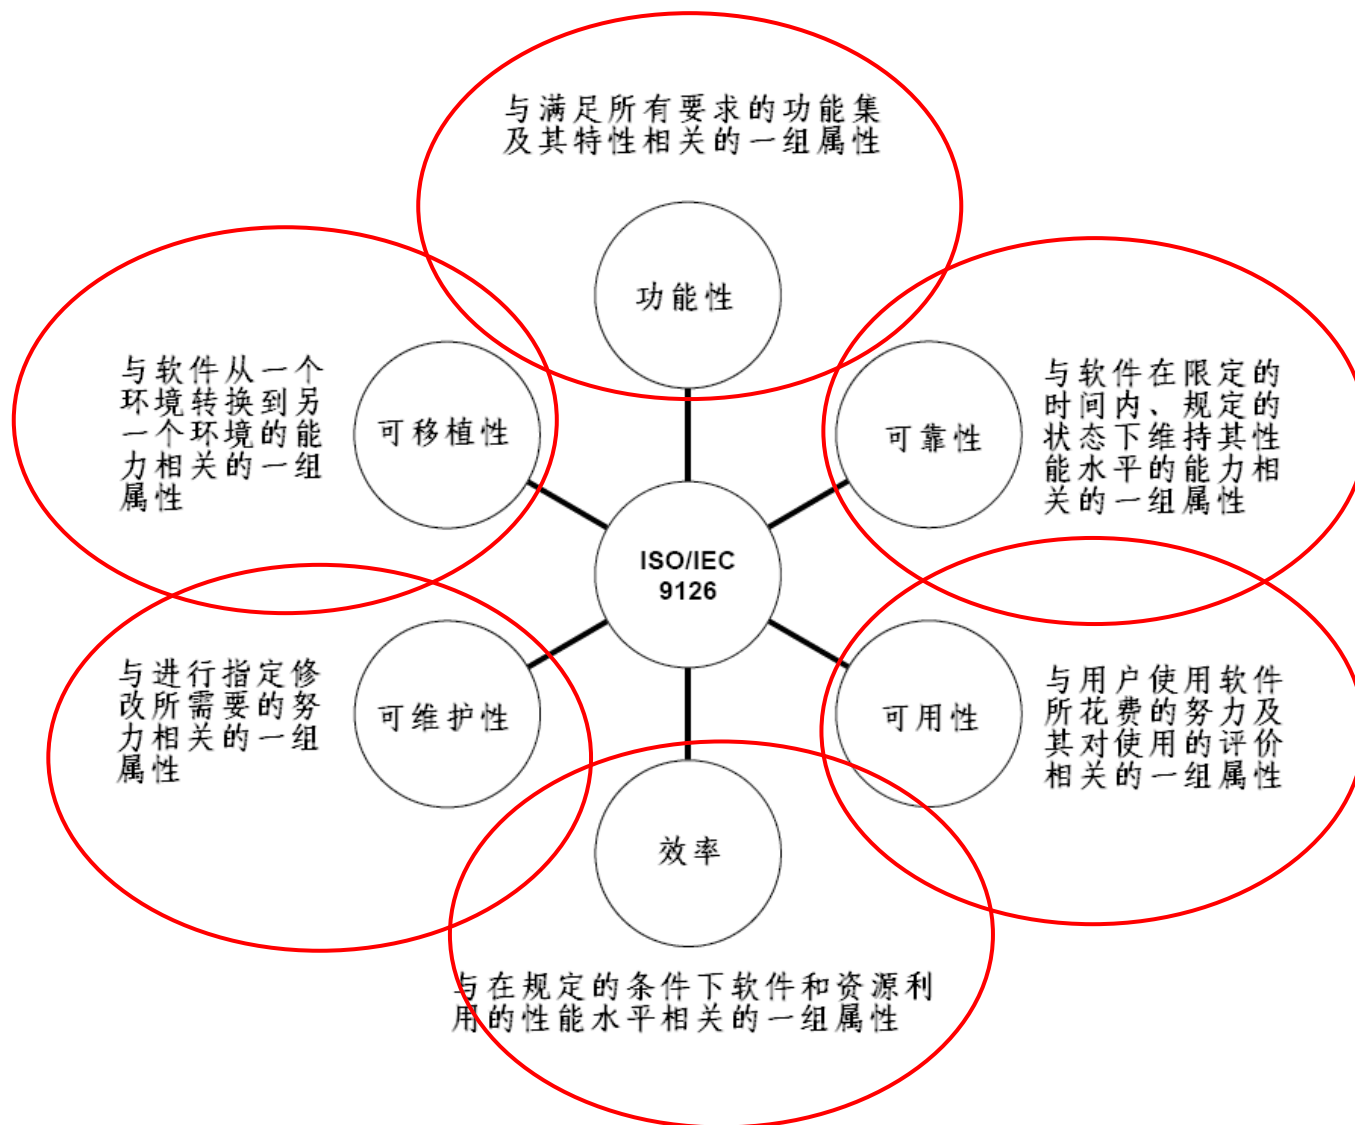 与满足所有要求的功能集
及其特性相关的一组属性
功能性
与软件从一个
环境转换到另
一个环境的能
力相关的一组
属性
可移植性
可靠性
与软件在限定的
时间内、规定的
状态下维持其性
能水平的能力相
关的一组属性
ISO/IEC
9126
与进行指定修
改所需要的努
力相关的一组
属性
可维护性
可用性
与用户使用软件
所花费的努力及
其对使用的评价
相关的一组属性
效率
与在规定的条件下软件和资源利
用的性能水平相关的一组属性